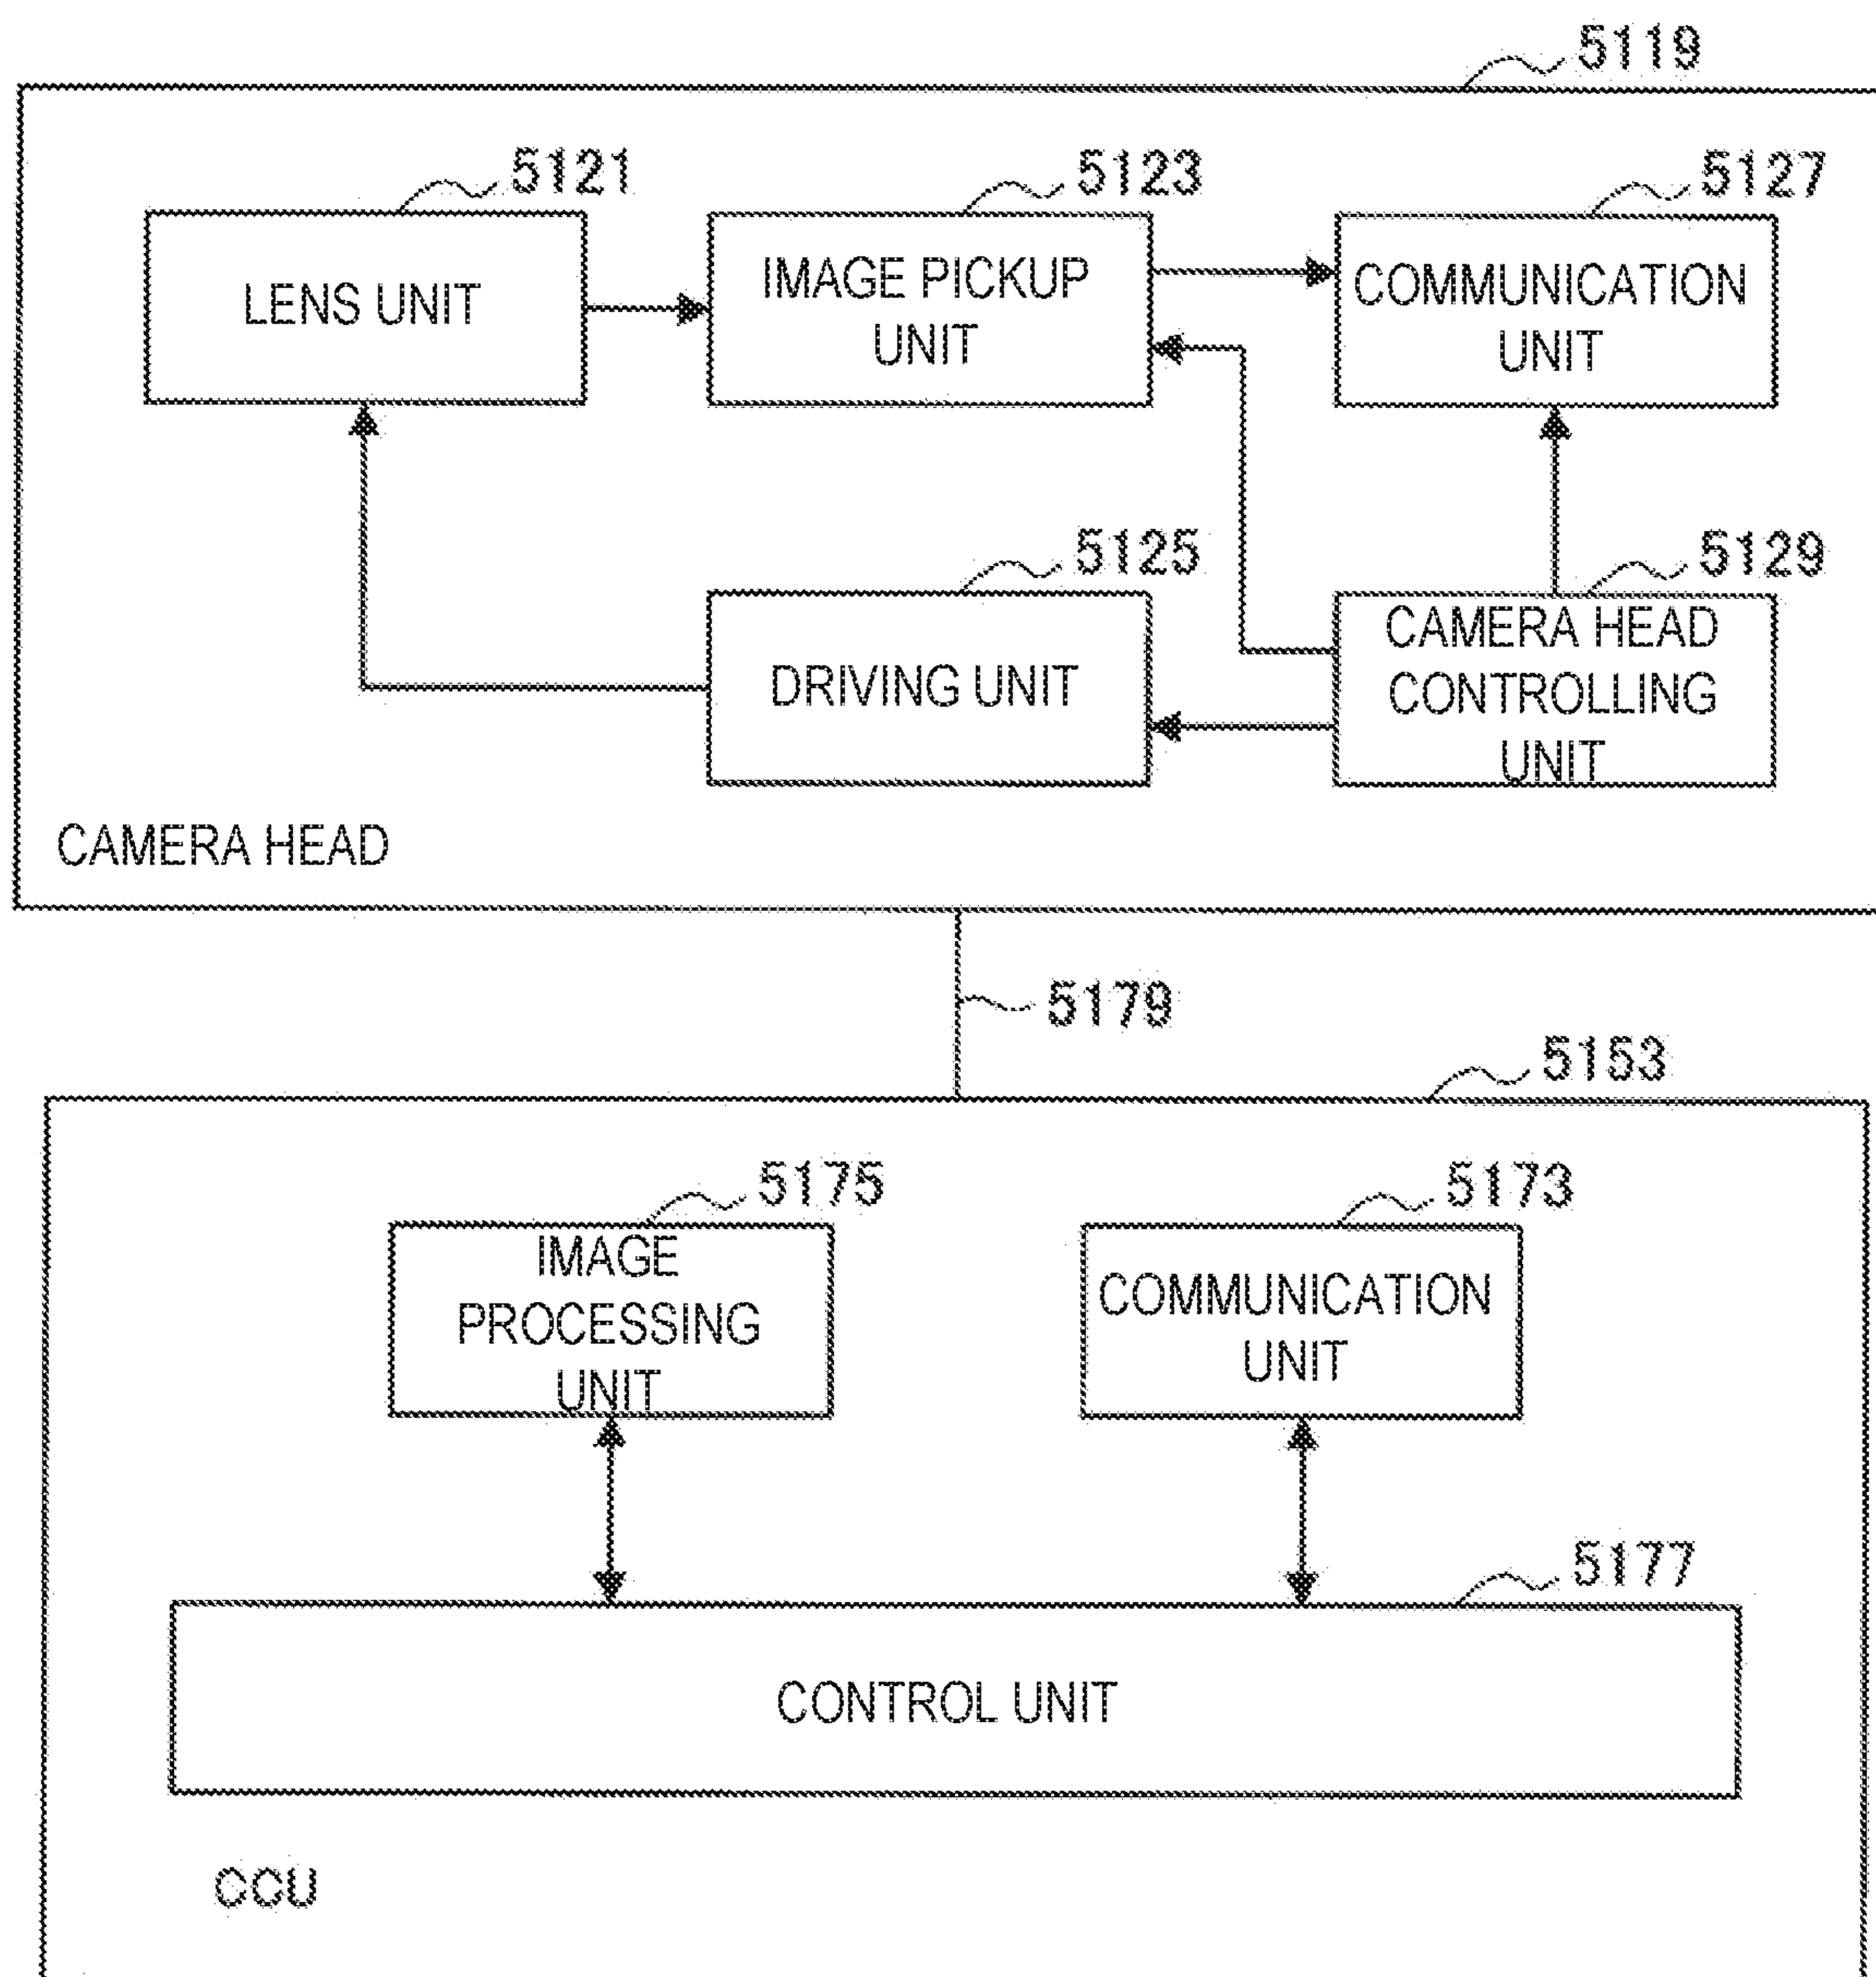 5119
5121
5123
5127
LENS UNIT
IMAGE PICKUP
UNIT
COMMUNICATION
UNIT
5125
5129
DRIVING UNIT
CAMERA HEAD
CONTROLLING
UNIT
CAMERA HEAD
5179
5153
5175
5173
IMAGE
PROCESSING
UNIT
COMMUNICATION
UNIT
5177
CONTROL UNIT
CCU